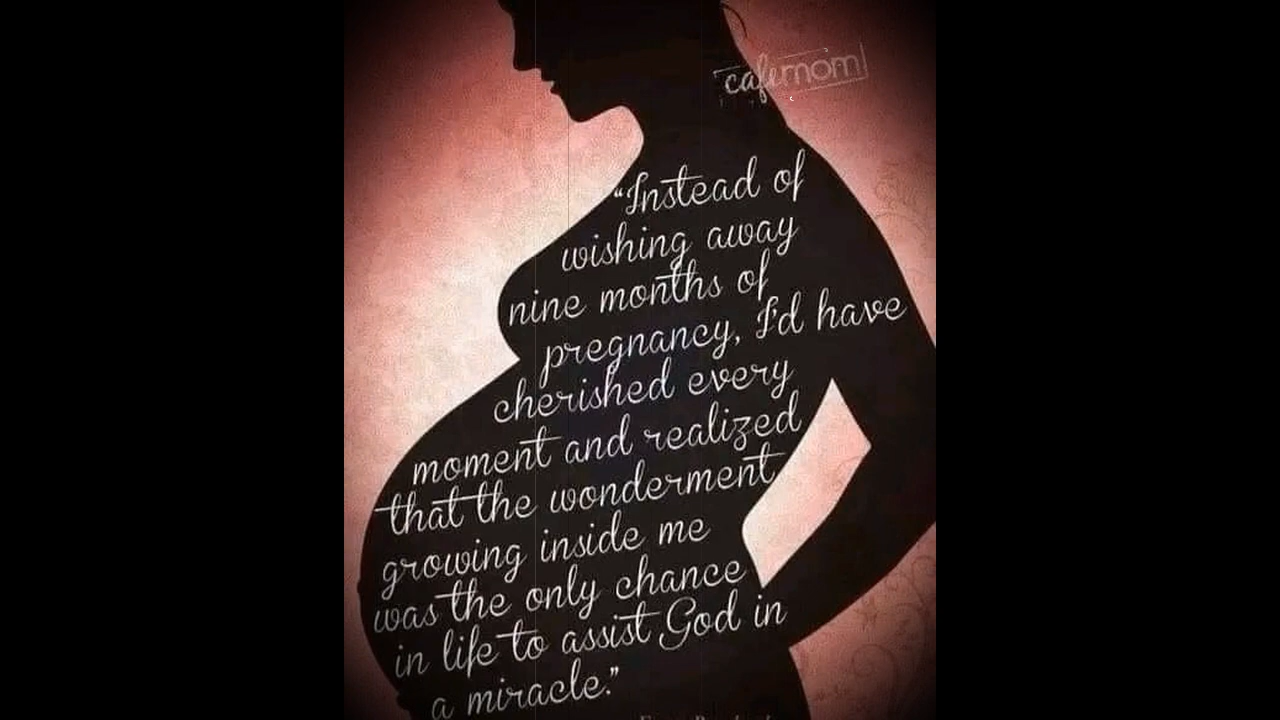 cafemom
"Instead of
wishing away
nine months of
pregnancy, I'd have
cherished every
moment and realized
that the wonderment
growing inside me
was the only chance
in life to assist God in
a miracle."